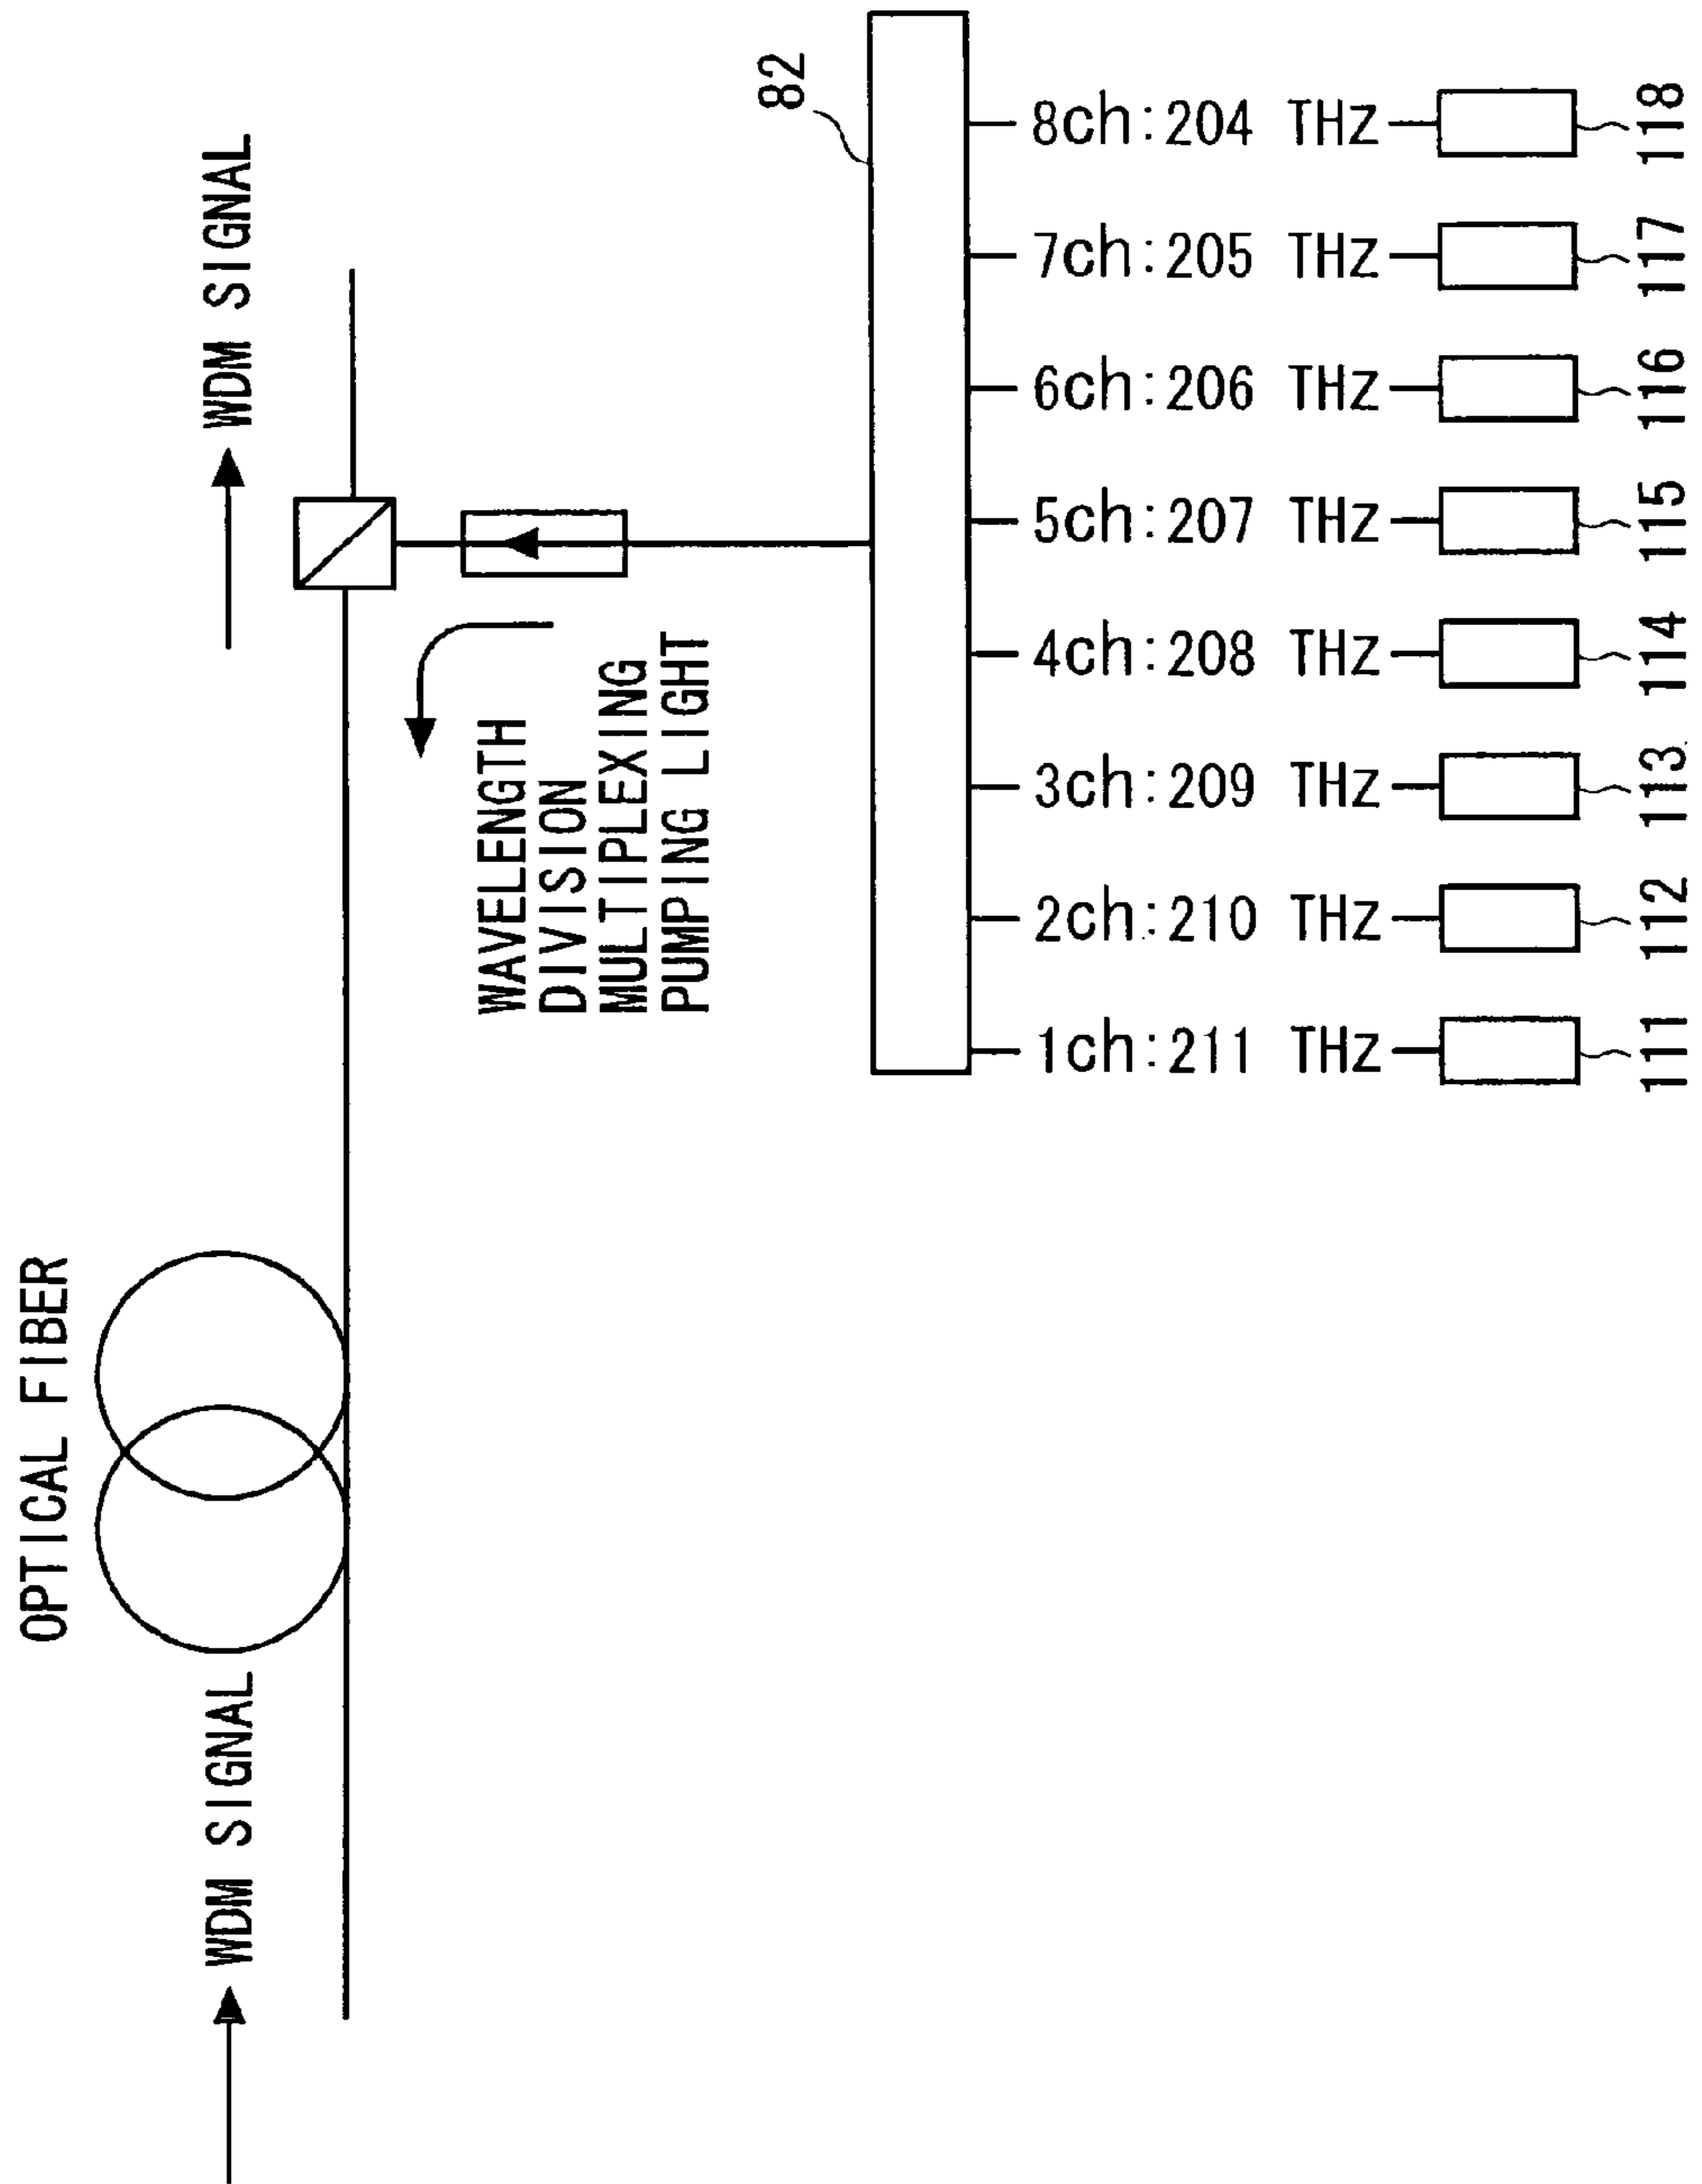 OPTICAL FIBER
WDM SIGNAL
WDM SIGNAL
WAVELENGTH
DIVISION
MULTIPLEXING
PUMPING LIGHT
82
1ch:211 THz
2ch:210 THz
3ch:209 THz
4ch:208 THz
5ch:207 THz
6ch:206 THz
7ch:205 THz
8ch:204 THz
111
112
113
114
115
116
117
118